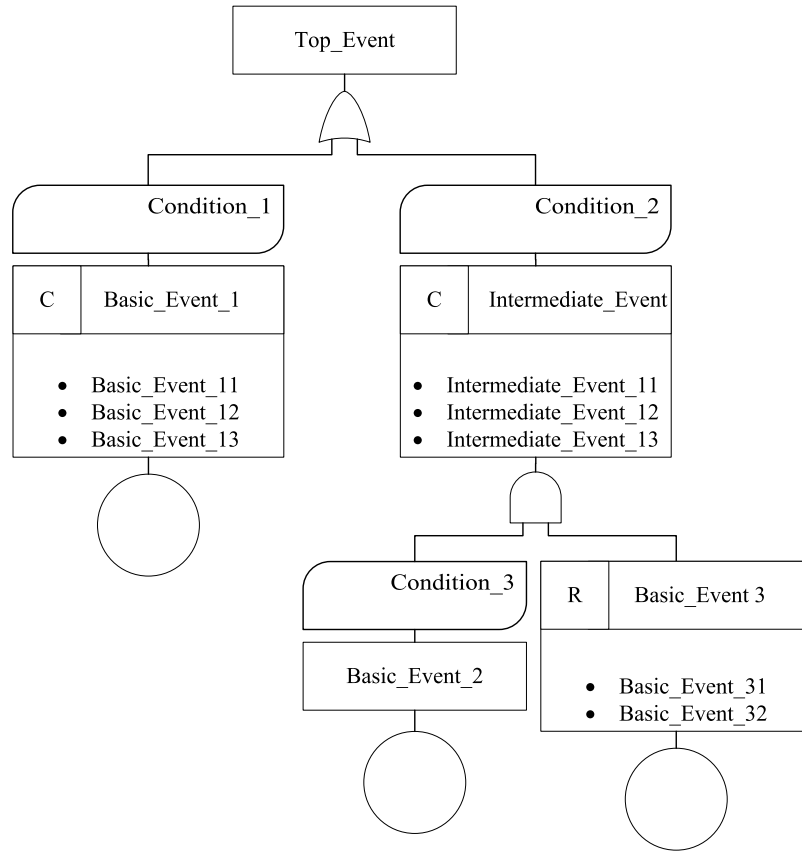 Top_Event
Condition_1
Condition_2
C Basic_Event_1
C Intermediate_Event
• Basic_Event_11
• Basic_Event_12
• Basic_Event_13
• Intermediate_Event_11
• Intermediate_Event_12
• Intermediate_Event_13
Condition_3
R Basic_Event 3
Basic_Event_2
• Basic_Event_31
• Basic_Event_32